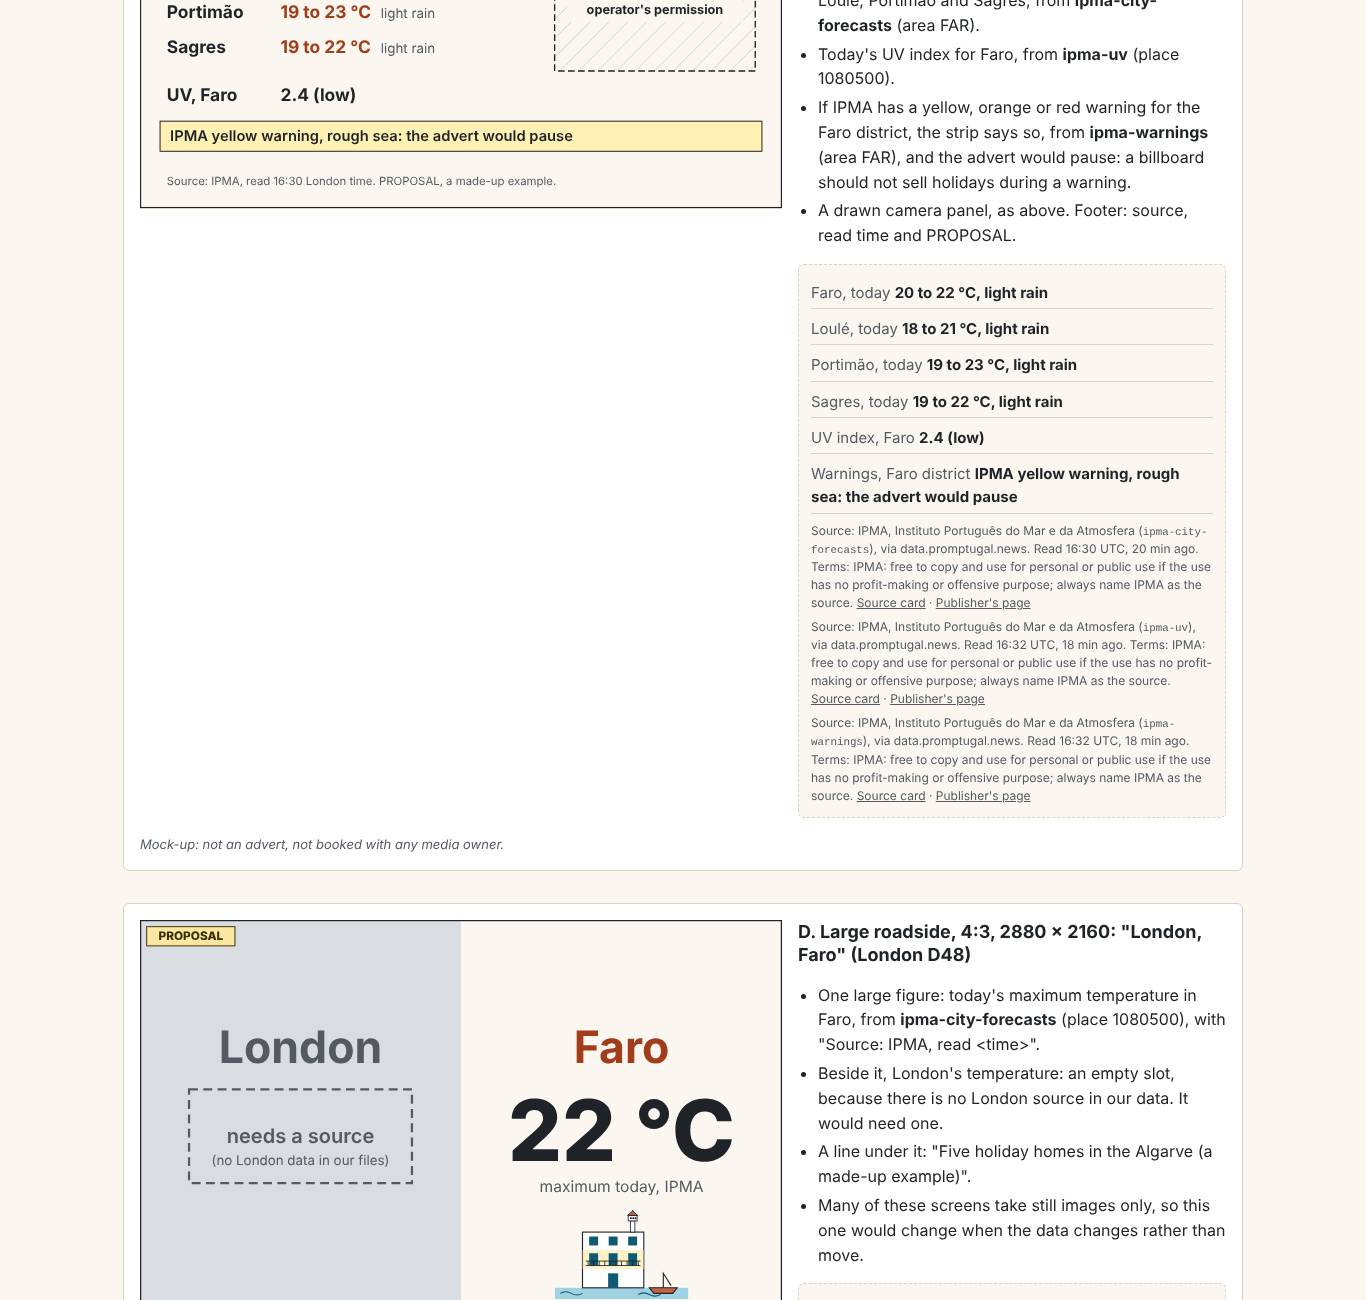 Portimão 19 to 23 °C light rain
operator's permission
Sagres 19 to 22 °C light rain
UV, Faro 2.4 (low)
IPMA yellow warning, rough sea: the advert would pause
Source: IPMA, read 16:30 London time. PROPOSAL, a made-up example.
Loulé, Portimão and Sagres, from ipma-city-
forecasts (area FAR).
• Today's UV index for Faro, from ipma-uv (place
1080500).
• If IPMA has a yellow, orange or red warning for the
Faro district, the strip says so, from ipma-warnings
(area FAR), and the advert would pause: a billboard
should not sell holidays during a warning.
• A drawn camera panel, as above. Footer: source,
read time and PROPOSAL.
Faro, today 20 to 22 °C, light rain
Loulé, today 18 to 21 °C, light rain
Portimão, today 19 to 23 °C, light rain
Sagres, today 19 to 22 °C, light rain
UV index, Faro 2.4 (low)
Warnings, Faro district IPMA yellow warning, rough
sea: the advert would pause
Source: IPMA, Instituto Português do Mar e da Atmosfera (ipma-city-
forecasts), via data.promptugal.news. Read 16:30 UTC, 20 min ago.
Terms: IPMA: free to copy and use for personal or public use if the use
has no profit-making or offensive purpose; always name IPMA as the
source. Source card · Publisher's page
Source: IPMA, Instituto Português do Mar e da Atmosfera (ipma-uv),
via data.promptugal.news. Read 16:32 UTC, 18 min ago. Terms: IPMA:
free to copy and use for personal or public use if the use has no profit-
making or offensive purpose; always name IPMA as the source.
Source card · Publisher's page
Source: IPMA, Instituto Português do Mar e da Atmosfera (ipma-
warnings), via data.promptugal.news. Read 16:32 UTC, 18 min ago.
Terms: IPMA: free to copy and use for personal or public use if the use
has no profit-making or offensive purpose; always name IPMA as the
source. Source card · Publisher's page
Mock-up: not an advert, not booked with any media owner.
PROPOSAL
London
needs a source
(no London data in our files)
Faro
22 °C
maximum today, IPMA
D. Large roadside, 4:3, 2880 × 2160: "London,
Faro" (London D48)
• One large figure: today's maximum temperature in
Faro, from ipma-city-forecasts (place 1080500), with
"Source: IPMA, read <time>".
• Beside it, London's temperature: an empty slot,
because there is no London source in our data. It
would need one.
• A line under it: "Five holiday homes in the Algarve (a
made-up example)".
• Many of these screens take still images only, so this
one would change when the data changes rather than
move.